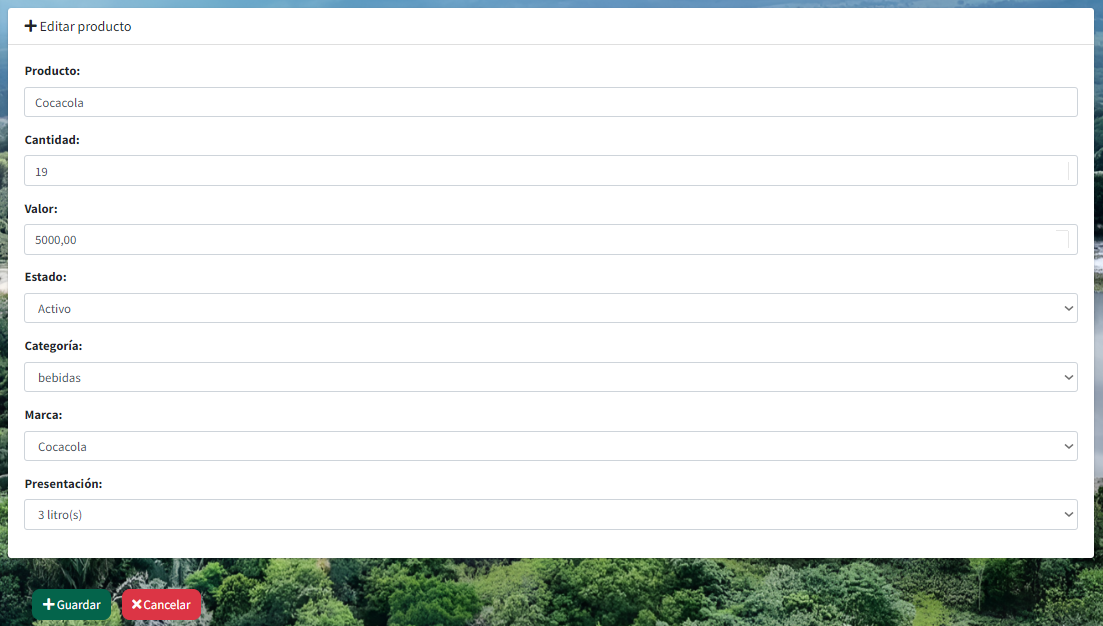 Editar producto
Producto:
Cocacola
Cantidad:
19
Valor:
5000,00
Estado:
Activo
Categoría:
bebidas
Marca:
Cocacola
Presentación:
3 litro(s)
Guardar
Cancelar